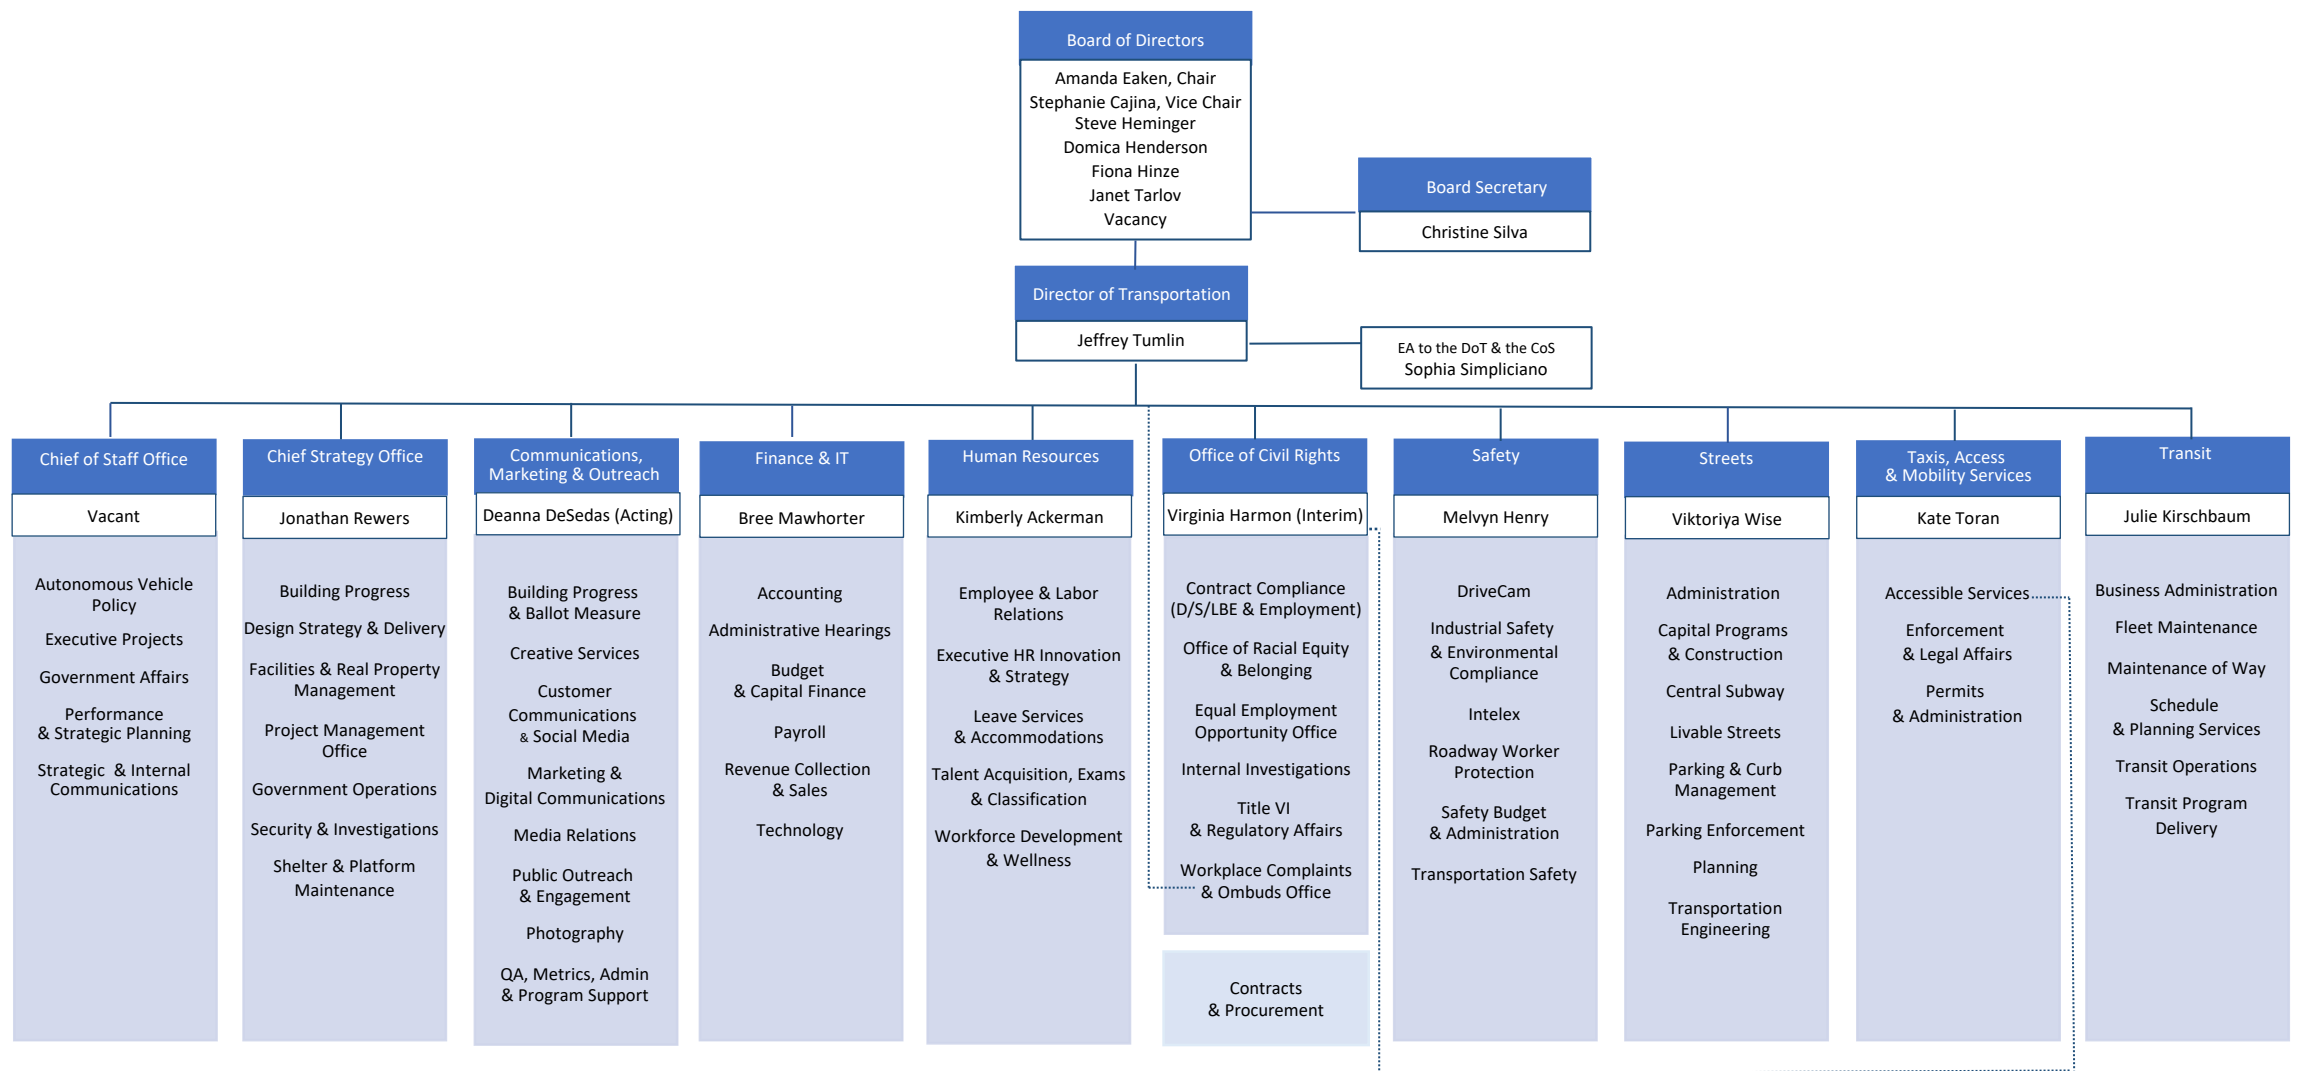 Board of Directors
Amanda Eaken, Chair
Stephanie Cajina, Vice Chair
Steve Heminger
Domica Henderson
Fiona Hinze
Janet Tarlov
Vacancy
Board Secretary
Christine Silva
Director of Transportation
Jeffrey Tumlin
EA to the DoT & the CoS
Sophia Simpliciano
Chief of Staff Office
Vacant
Autonomous Vehicle
Policy
Executive Projects
Government Affairs
Performance
& Strategic Planning
Strategic & Internal
Communications
Chief Strategy Office
Jonathan Rewers
Building Progress
Design Strategy & Delivery
Facilities & Real Property
Management
Project Management
Office
Government Operations
Security & Investigations
Shelter & Platform
Maintenance
Communications,
Marketing & Outreach
Deanna DeSedas (Acting)
Building Progress
& Ballot Measure
Creative Services
Customer
Communications
& Social Media
Marketing &
Digital Communications
Media Relations
Public Outreach
& Engagement
Photography
QA, Metrics, Admin
& Program Support
Finance & IT
Bree Mawhorter
Accounting
Administrative Hearings
Budget
& Capital Finance
Payroll
Revenue Collection
& Sales
Technology
Human Resources
Kimberly Ackerman
Employee & Labor
Relations
Executive HR Innovation
& Strategy
Leave Services
& Accommodations
Talent Acquisition, Exams
& Classification
Workforce Development
& Wellness
Office of Civil Rights
Virginia Harmon (Interim)
Contract Compliance
(D/S/LBE & Employment)
Office of Racial Equity
& Belonging
Equal Employment
Opportunity Office
Internal Investigations
Title VI
& Regulatory Affairs
Workplace Complaints
& Ombuds Office
Contracts
& Procurement
Safety
Melvyn Henry
DriveCam
Industrial Safety
& Environmental
Compliance
Intelex
Roadway Worker
Protection
Safety Budget
& Administration
Transportation Safety
Streets
Viktoriya Wise
Administration
Capital Programs
& Construction
Central Subway
Livable Streets
Parking & Curb
Management
Parking Enforcement
Planning
Transportation
Engineering
Taxis, Access
& Mobility Services
Kate Toran
Accessible Services
Enforcement
& Legal Affairs
Permits
& Administration
Transit
Julie Kirschbaum
Business Administration
Fleet Maintenance
Maintenance of Way
Schedule
& Planning Services
Transit Operations
Transit Program
Delivery